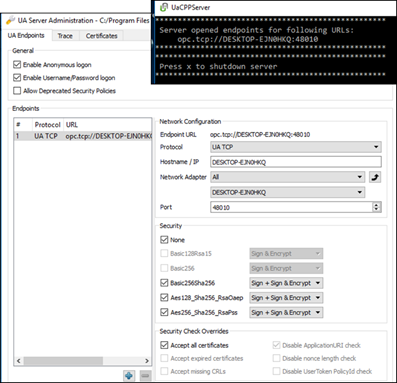 UaCPPServer
UA Server Administration - C:/Program Files
UA Endpoints Trace Certificates
General
Enable Anonymous logon
Enable Username/Password logon
Allow Deprecated Security Policies
****************************************************
Server opened endpoints for following URLs:
opc.tcp://DESKTOP-EJN0HKQ:48010
****************************************************
****************************************************
Press x to shutdown server
****************************************************
Endpoints
# Protocol URL
1 UA TCP opc.tcp://DESKTOP-EJN0HK
Network Configuration
Endpoint URL opc.tcp://DESKTOP-EJN0HKQ:48010
Protocol UA TCP
Hostname / IP DESKTOP-EJN0HKQ
Network Adapter All
DESKTOP-EJN0HKQ
Port 48010
Security
None
Basic128Rsa15 Sign & Encrypt
Basic256 Sign & Encrypt
Basic256Sha256 Sign + Sign & Encrypt
Aes128_Sha256_RsaOaep Sign + Sign & Encrypt
Aes256_Sha256_RsaPss Sign + Sign & Encrypt
Security Check Overrides
Accept all certificates Disable ApplicationURI check
Accept expired certificates Disable nonce length check
Accept missing CRLs Disable UserToken PolicyId check